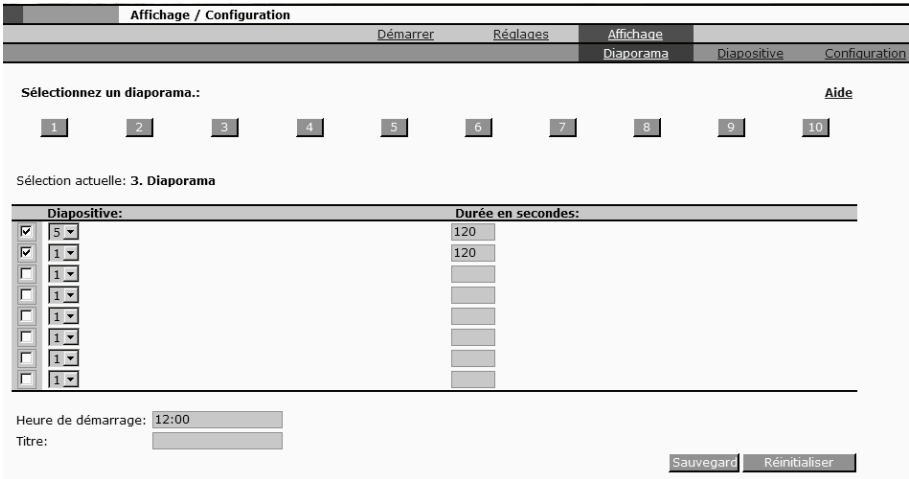 Affichage / Configuration
Démarrer Réglages Affichage
Diaporama Diapositive Configuration
Sélectionnez un diaporama.: Aide
1 2 3 4 5 6 7 8 9 10
Sélection actuelle: 3. Diaporama
Diapositive: Durée en secondes:
5 120
1 120
1
1
1
1
1
1
Heure de démarrage: 12:00
Titre:
Sauvegard Réinitialiser